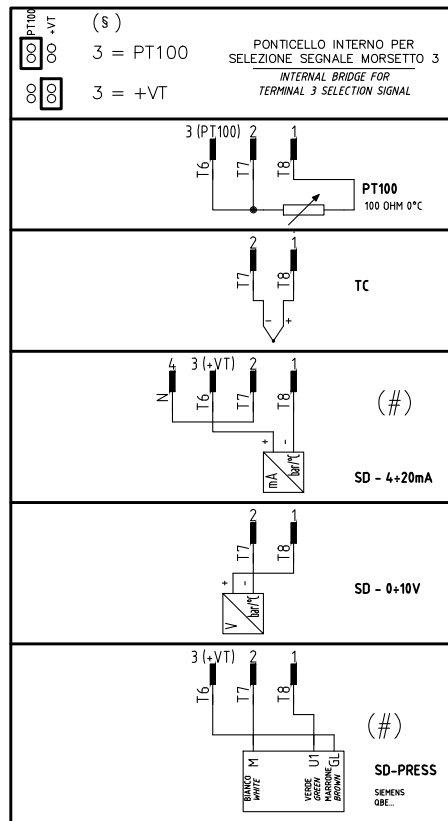 PT100
+VT
(§)
3 = PT100
3 = +VT
PONTICELLO INTERNO PER
SELEZIONE SEGNALE MORSETTO 3
INTERNAL BRIDGE FOR
TERMINAL 3 SELECTION SIGNAL
3 (PT100) 2 1
T6 T7 T8
PT100
100 OHM 0°C
2 1
T7 T8
- +
TC
4 3 (+VT) 2 1
N T6 T7 T8
(#)
+ -
mA bar/°C
SD - 4÷20mA
2 1
T7 T8
+ -
V bar/°C
SD - 0÷10V
3 (+VT) 2 1
T6 T7 T8
(#)
M U1 GL
BIANCO
WHITE
VERDE
GREEN
MARRONE
BROWN
SD-PRESS
SIEMENS
QBE...